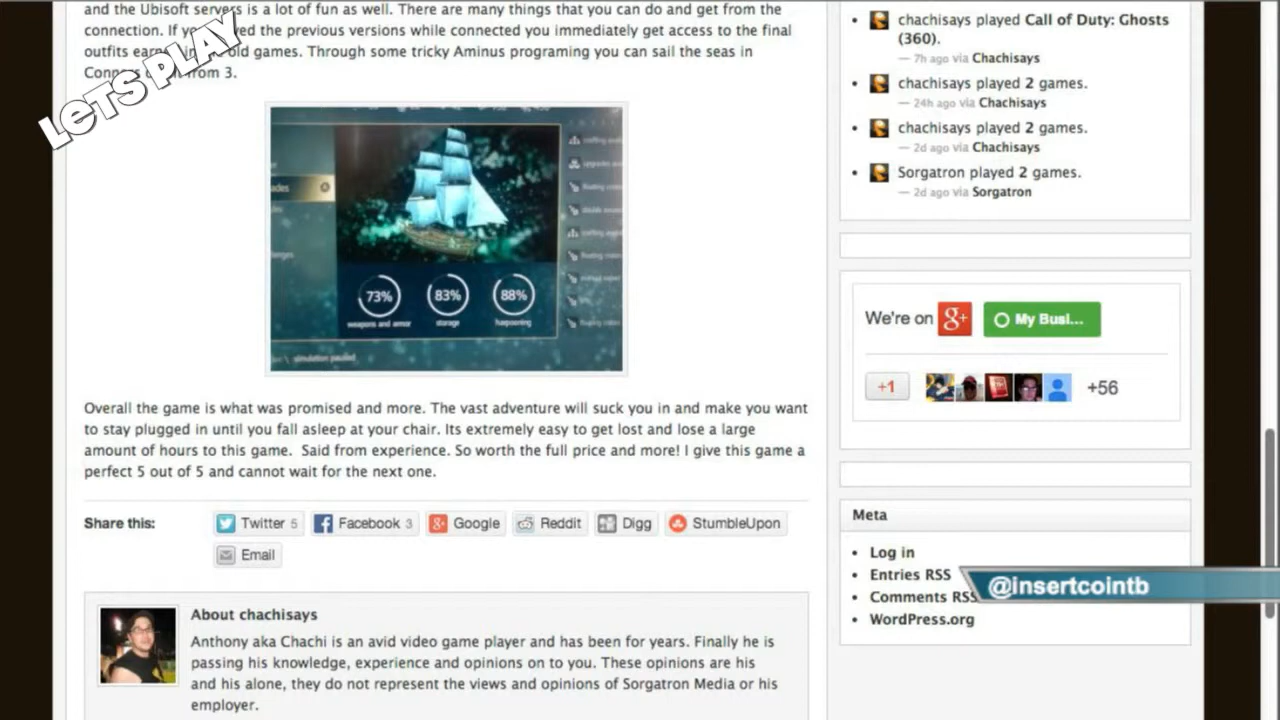 and the Ubisoft servers is a lot of fun as well. There are many things that you can do and get from the
connection. If you played the previous versions while connected you immediately get access to the final
outfits old games. Through some tricky Aminus programing you can sail the seas in
from 3.
LETS PLAY
73%
83%
88%
weapons and armor
storage
harpooning
simulation paused
Overall the game is what was promised and more. The vast adventure will suck you in and make you want
to stay plugged in until you fall asleep at your chair. Its extremely easy to get lost and lose a large
amount of hours to this game. Said from experience. So worth the full price and more! I give this game a
perfect 5 out of 5 and cannot wait for the next one.
Share this:
Twitter 5
Facebook 3
Google
Reddit
Digg
StumbleUpon
Email
About chachisays
Anthony aka Chachi is an avid video game player and has been for years. Finally he is
passing his knowledge, experience and opinions on to you. These opinions are his
and his alone, they do not represent the views and opinions of Sorgatron Media or his
employer.
chachisays played Call of Duty: Ghosts
(360).
— 7h ago via Chachisays
chachisays played 2 games.
— 24h ago via Chachisays
chachisays played 2 games.
— 2d ago via Chachisays
Sorgatron played 2 games.
— 2d ago via Sorgatron
We're on g+ My Busi...
+1
+56
Meta
Log in
Entries RSS
Comments RSS
WordPress.org
@insertcointb